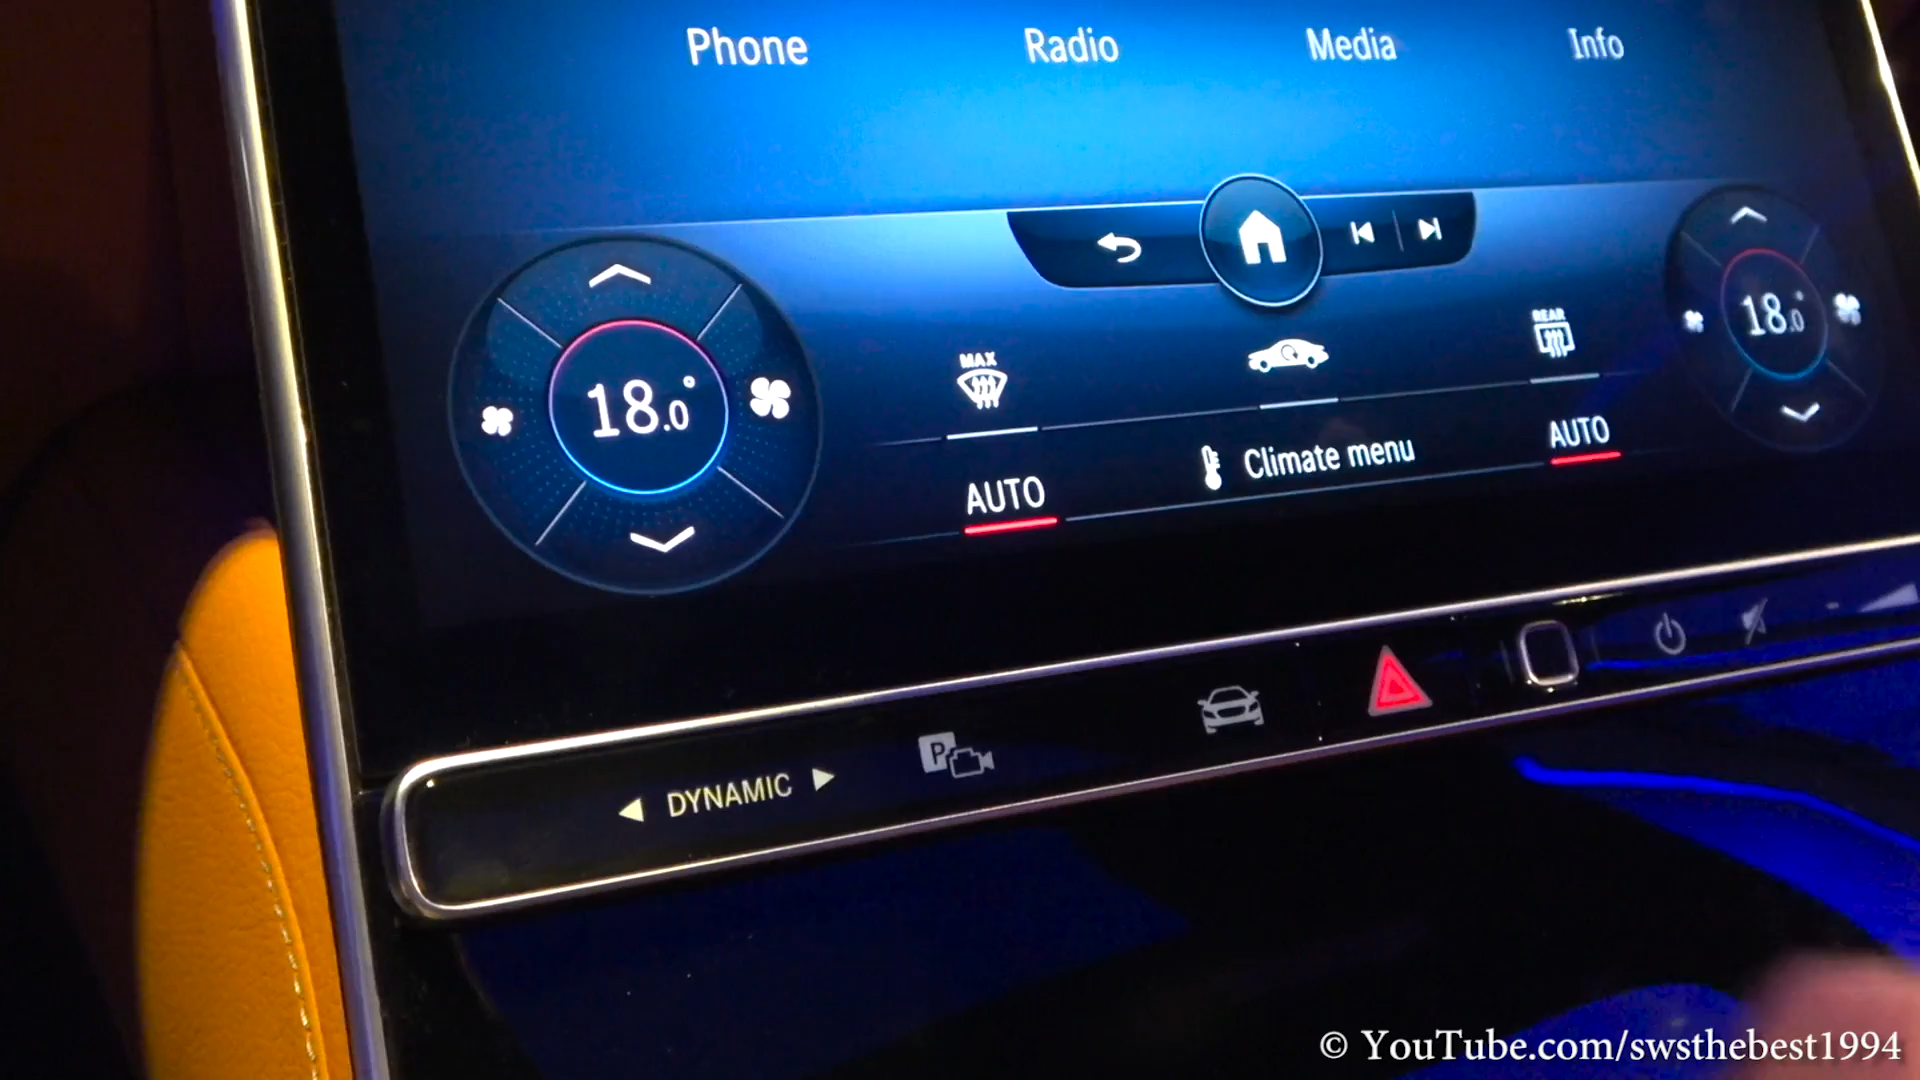 Phone Radio Media Info
18.0°
MAX
REAR
18.0°
AUTO
Climate menu
AUTO
DYNAMIC
P
© YouTube.com/swsthebest1994